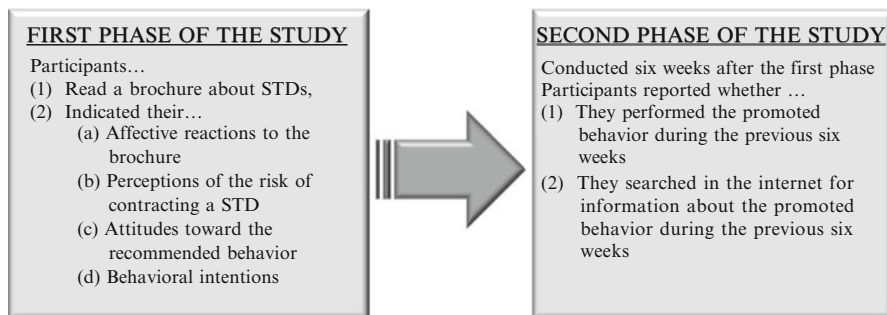 FIRST PHASE OF THE STUDY
Participants…
(1) Read a brochure about STDs,
(2) Indicated their…
(a) Affective reactions to the
brochure
(b) Perceptions of the risk of
contracting a STD
(c) Attitudes toward the
recommended behavior
(d) Behavioral intentions
SECOND PHASE OF THE STUDY
Conducted six weeks after the first phase
Participants reported whether …
(1) They performed the promoted
behavior during the previous six
weeks
(2) They searched in the internet for
information about the promoted
behavior during the previous six
weeks